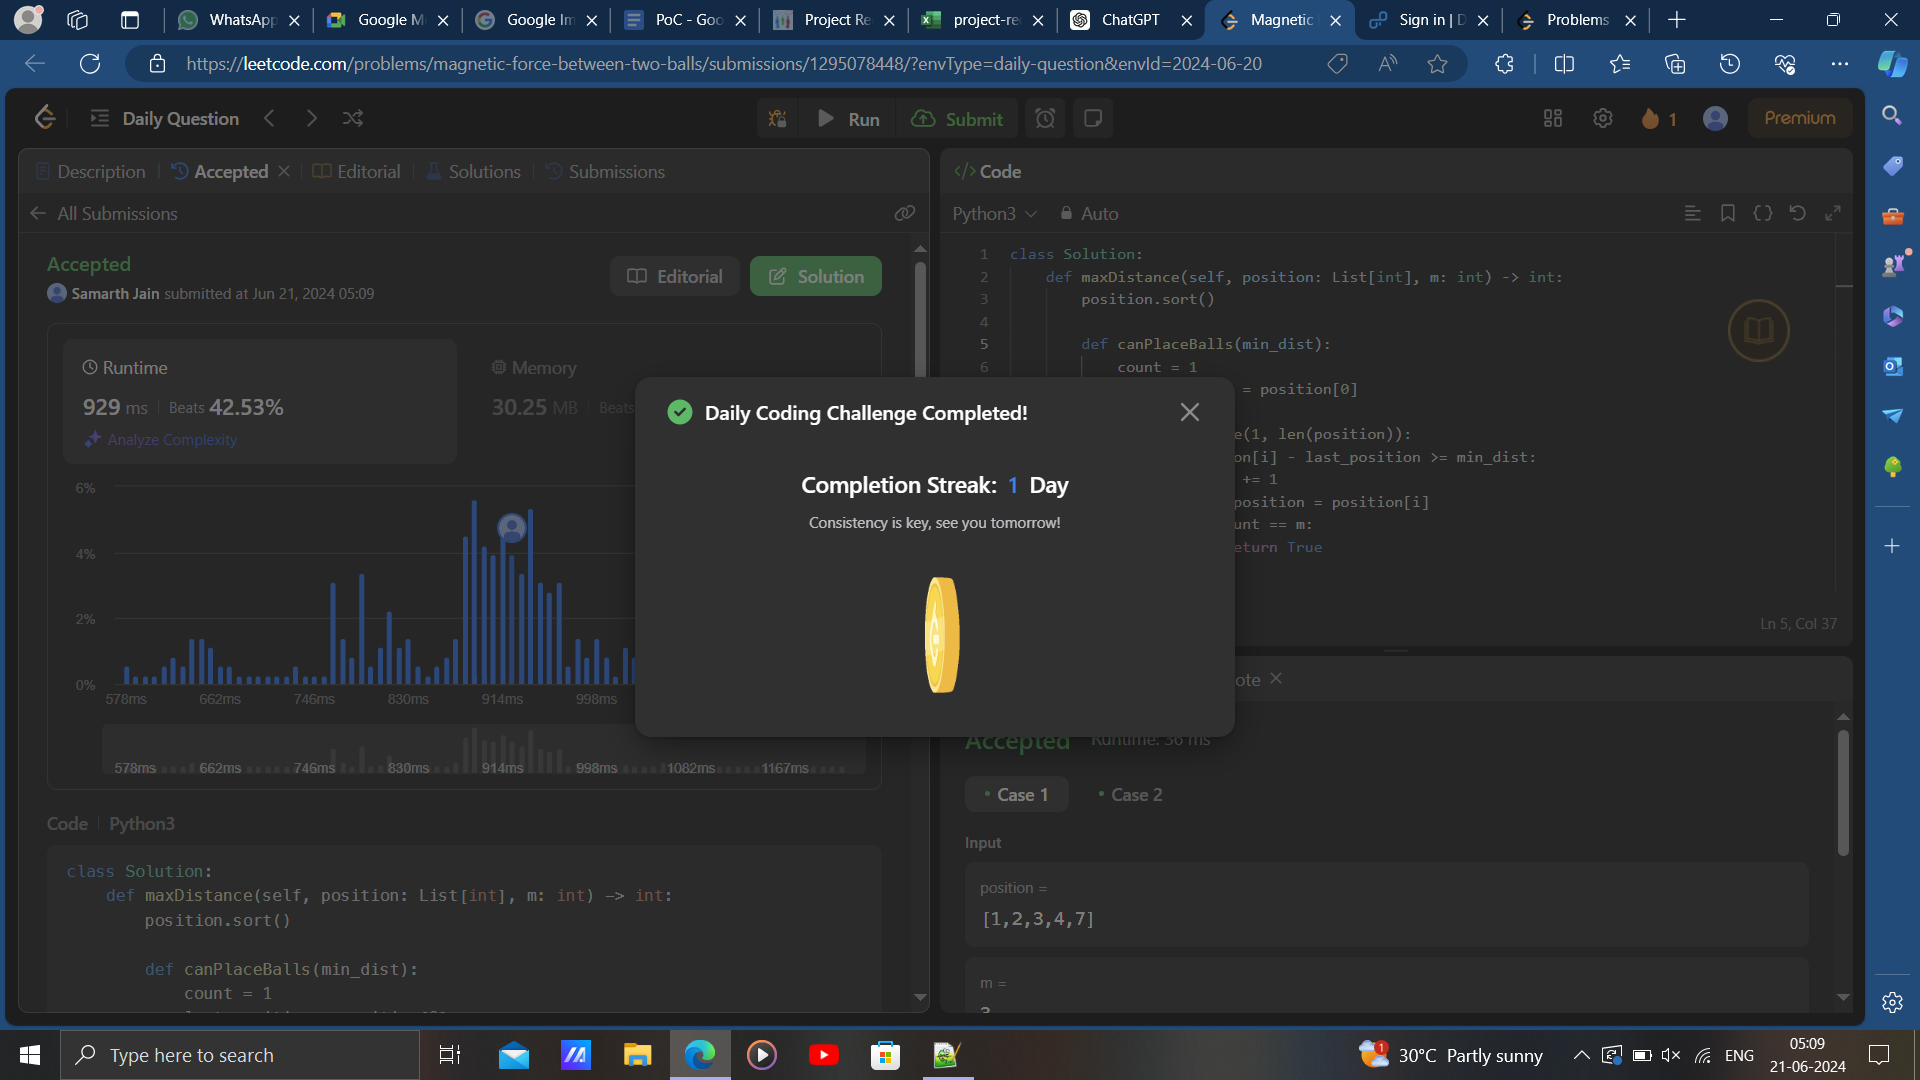 WhatsApp
Google M
Google Im
PoC - Goo
Project Re
project-re
ChatGPT
Magnetic
Sign in | D
Problems
https://leetcode.com/problems/magnetic-force-between-two-balls/submissions/1295078448/?envType=daily-question&envId=2024-06-20
Daily Question
Run
Submit
1
Premium
Description
Accepted
Editorial
Solutions
Submissions
All Submissions
Accepted
Samarth Jain submitted at Jun 21, 2024 05:09
Editorial
Solution
Runtime
929 ms
Beats 42.53%
Analyze Complexity
Memory
30.25 MB
Beats
6%
4%
2%
0%
578ms 662ms 746ms 830ms 914ms 998ms
578ms 662ms 746ms 830ms 914ms 998ms 1082ms 1167ms
Code
Python3
class Solution:
def maxDistance(self, position: List[int], m: int) -> int:
position.sort()
def canPlaceBalls(min_dist):
count = 1
Daily Coding Challenge Completed!
Completion Streak: 1 Day
Consistency is key, see you tomorrow!
</> Code
Python3
Auto
1 class Solution:
2 def maxDistance(self, position: List[int], m: int) -> int:
3 position.sort()
4
5 def canPlaceBalls(min_dist):
6 count = 1
= position[0]
e(1, len(position)):
on[i] - last_position >= min_dist:
+= 1
position = position[i]
unt == m:
eturn True
Ln 5, Col 37
ote
Accepted
Runtime: 36 ms
Case 1
Case 2
Input
position =
[1,2,3,4,7]
m =
Type here to search
1
30°C Partly sunny
ENG
05:09
21-06-2024